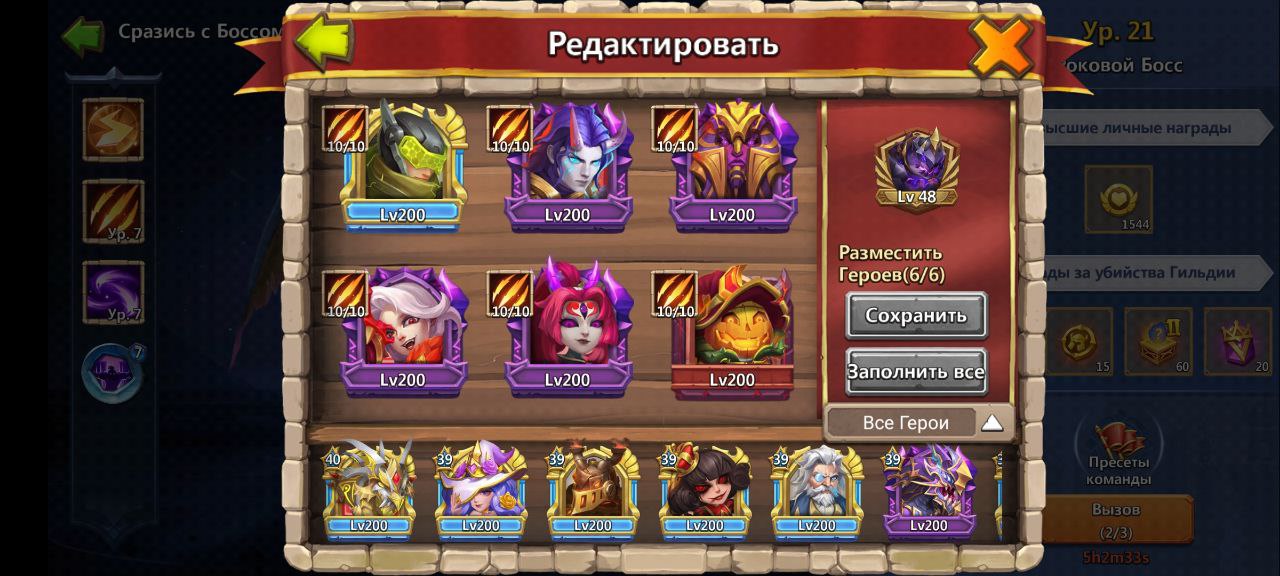 Сразись с Боссом
Редактировать
Ур. 21
оковой Босс
ысшие личные награды
1544
ды за убийства Гильдии
15
60
20
Пресеты
команды
Вызов
(2/3)
5h2m33s
Ур. 7
Ур. 7
7
10/10
10/10
10/10
Lv200
Lv200
Lv200
10/10
10/10
10/10
Lv200
Lv200
Lv200
Lv 48
Разместить
Героев(6/6)
Сохранить
Заполнить все
Все Герои
40
39
39
39
39
39
Lv200
Lv200
Lv200
Lv200
Lv200
Lv200